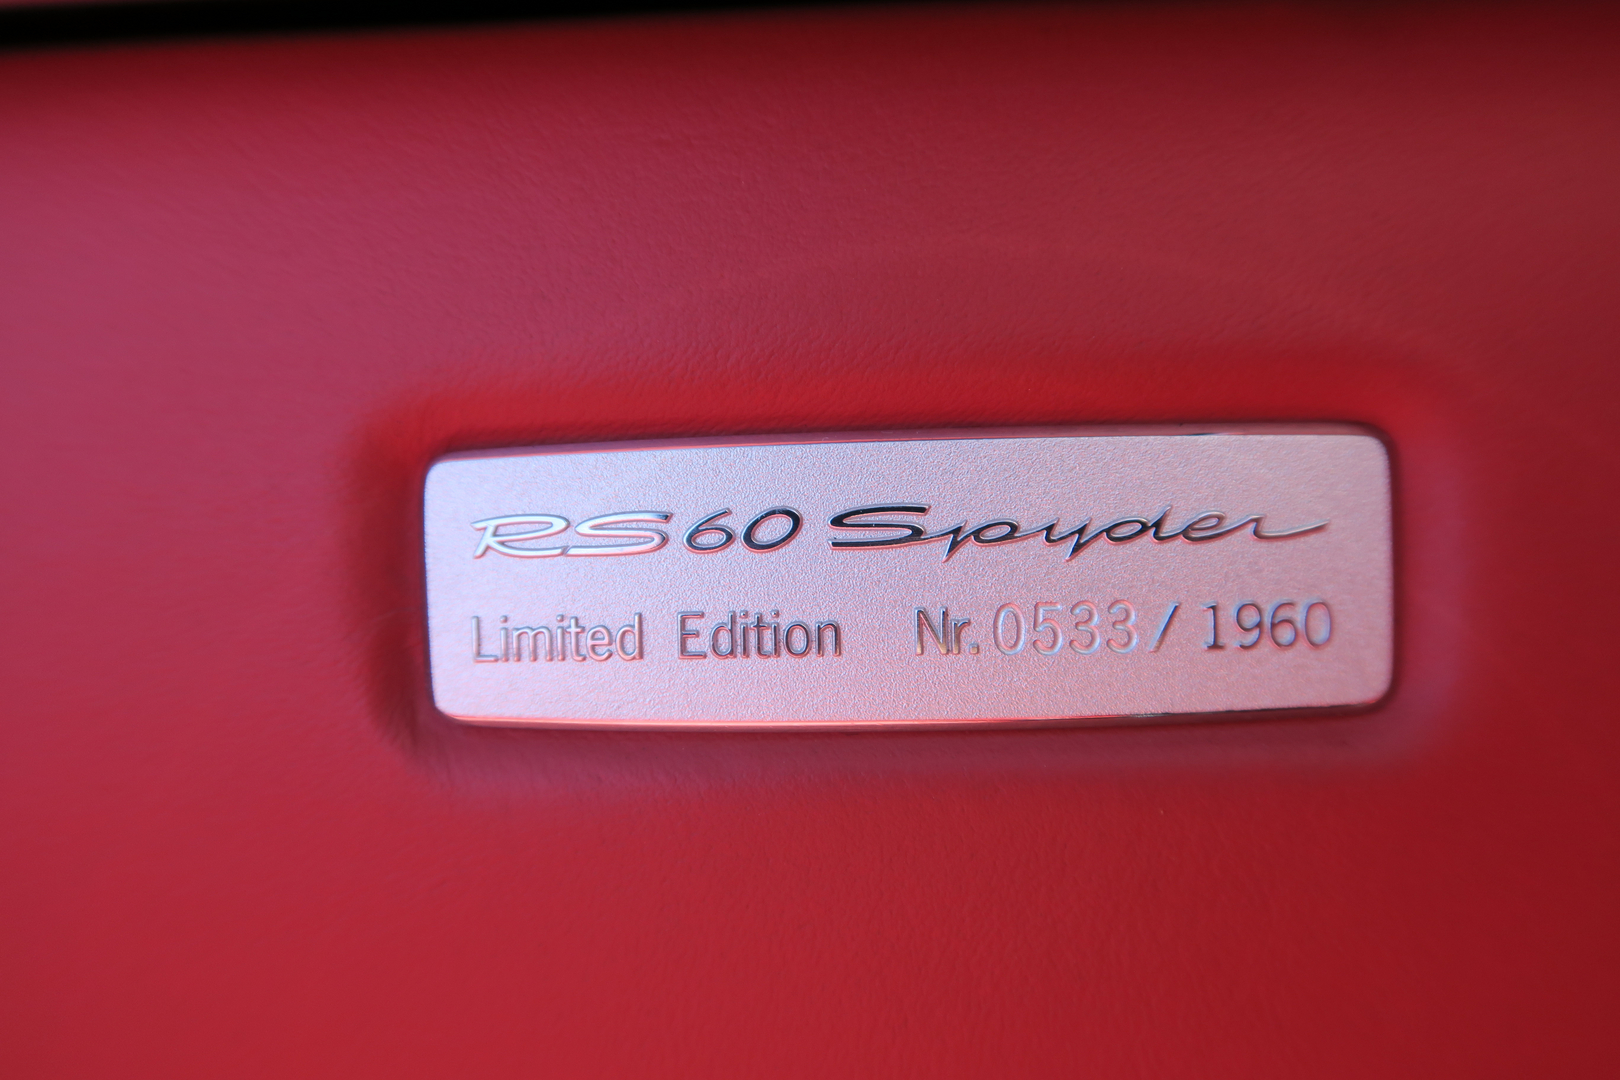 RS 60 Spyder
Limited Edition Nr. 0533 / 1960